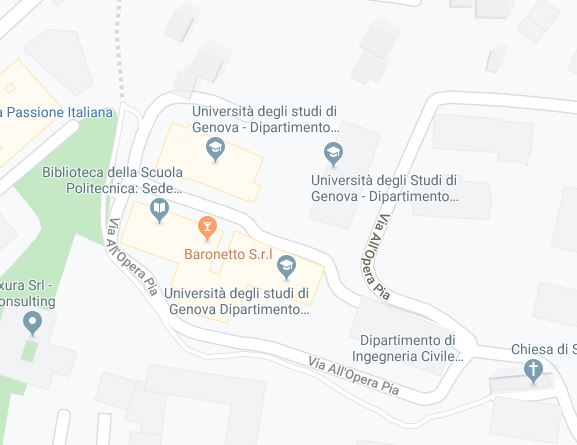 a Passione Italiana
Università degli studi di
Genova - Dipartimento...
Biblioteca della Scuola
Politecnica: Sede...
Università degli Studi di
Genova - Dipartimento...
Via All'Opera Pia
Via All'Opera Pia
Baronetto S.r.l
xura Srl -
onsulting
Università degli studi di
Genova Dipartimento...
Dipartimento di
Ingegneria Civile...
Chiesa di S
Via All'Opera Pia